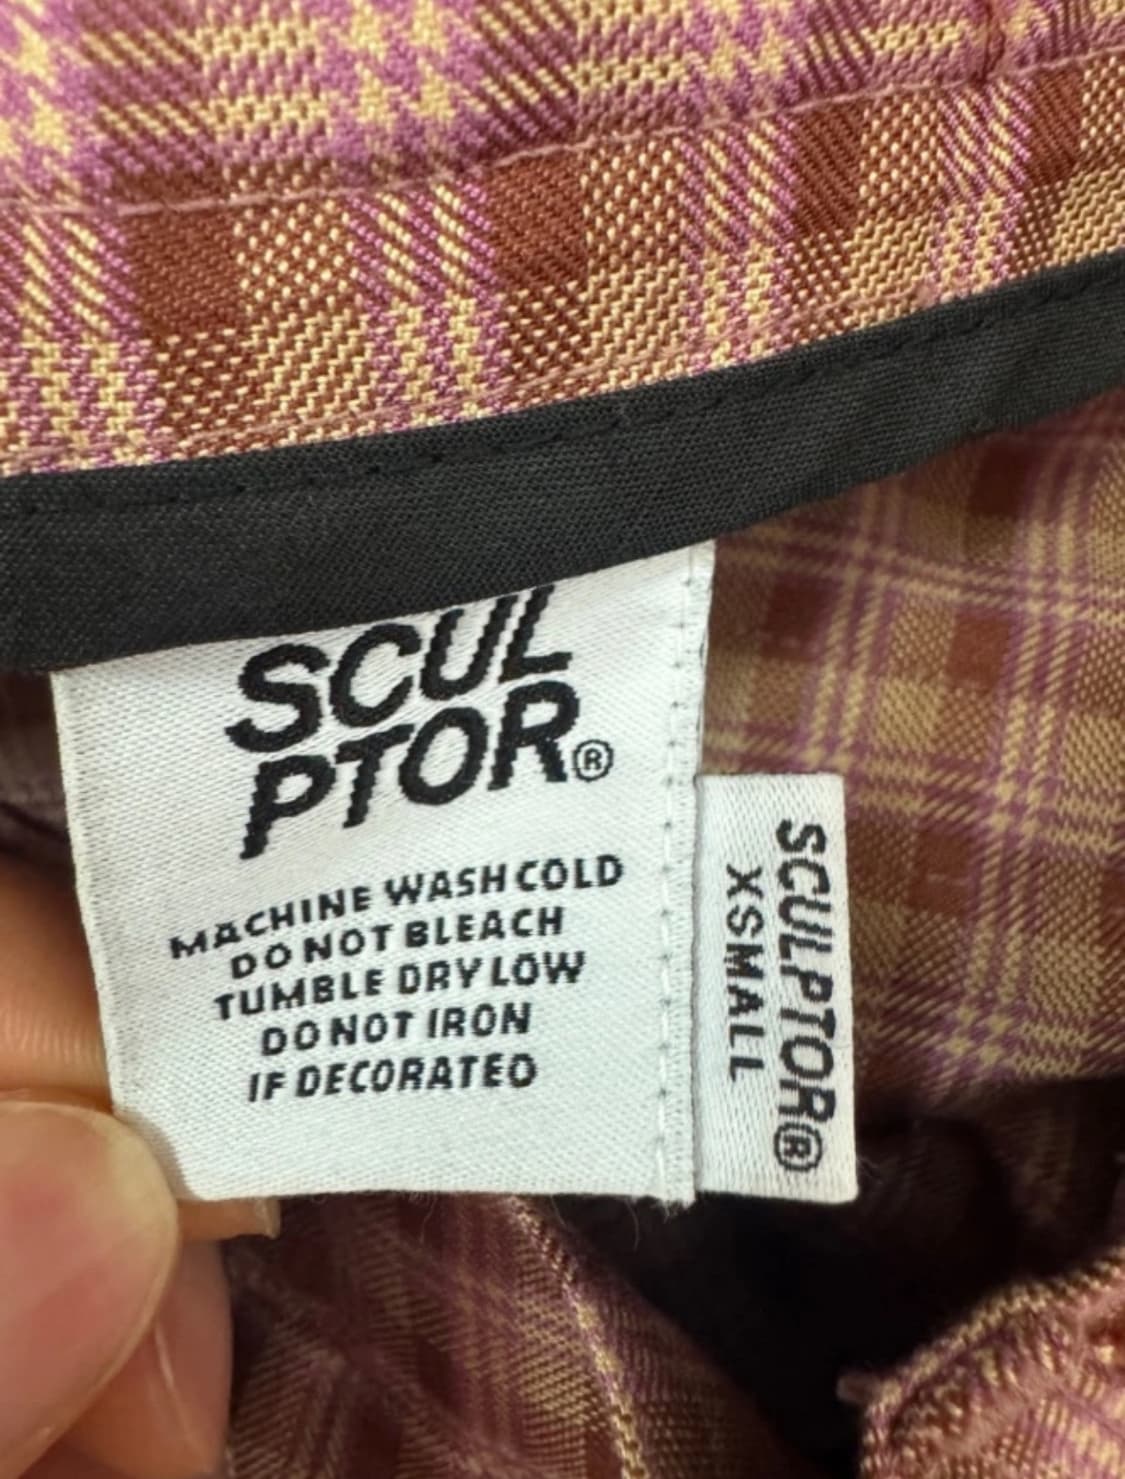 SCUL
PTOR®
MACHINE WASH COLD
DO NOT BLEACH
TUMBLE DRY LOW
DO NOT IRON
IF DECORATED
SCULPTOR®
XSMALL